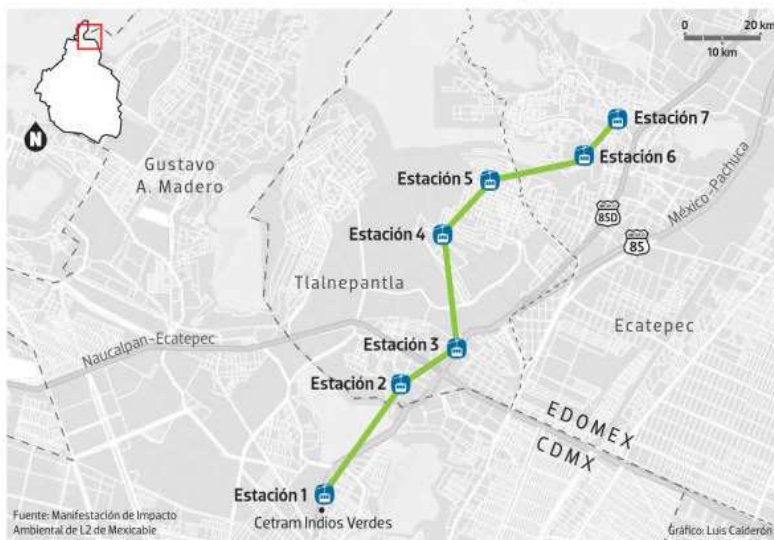 0
20 km
10 km
N
Gustavo
A. Madero
Estación 7
Estación 6
Estación 5
85D
México-Pachuca
85
Estación 4
Tlalnepantla
Ecatepec
Naucalpan-Ecatepec
Estación 3
Estación 2
EDOMEX
CDMX
Estación 1
Cetram Indios Verdes
Fuente: Manifestación de Impacto
Ambiental de L2 de Mexicable
Gráfico: Luis Calderón